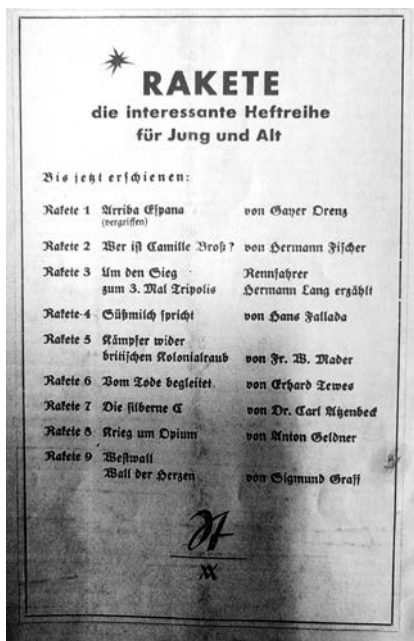 RAKETE
die interessante Heftreihe
für Jung und Alt
Bis jetzt erschienen:
Rakete 1 Arriba Espana von Gayer Orenz
(vergriffen)
Rakete 2 Wer ist Camille Broß? von Hermann Fischer
Rakete 3 Um den Sieg Rennfahrer
zum 3. Mal Tripolis Hermann Lang erzählt
Rakete 4 Süßmilch spricht von Hans Fallada
Rakete 5 Kämpfer wider
britischen Kolonialraub von Fr. W. Mader
Rakete 6 Vom Tode begleitet von Erhard Tewes
Rakete 7 Die silberne C von Dr. Carl Atzenbeck
Rakete 8 Krieg um Opium von Anton Geldner
Rakete 9 Westwall
Wall der Herzen von Sigmund Graff